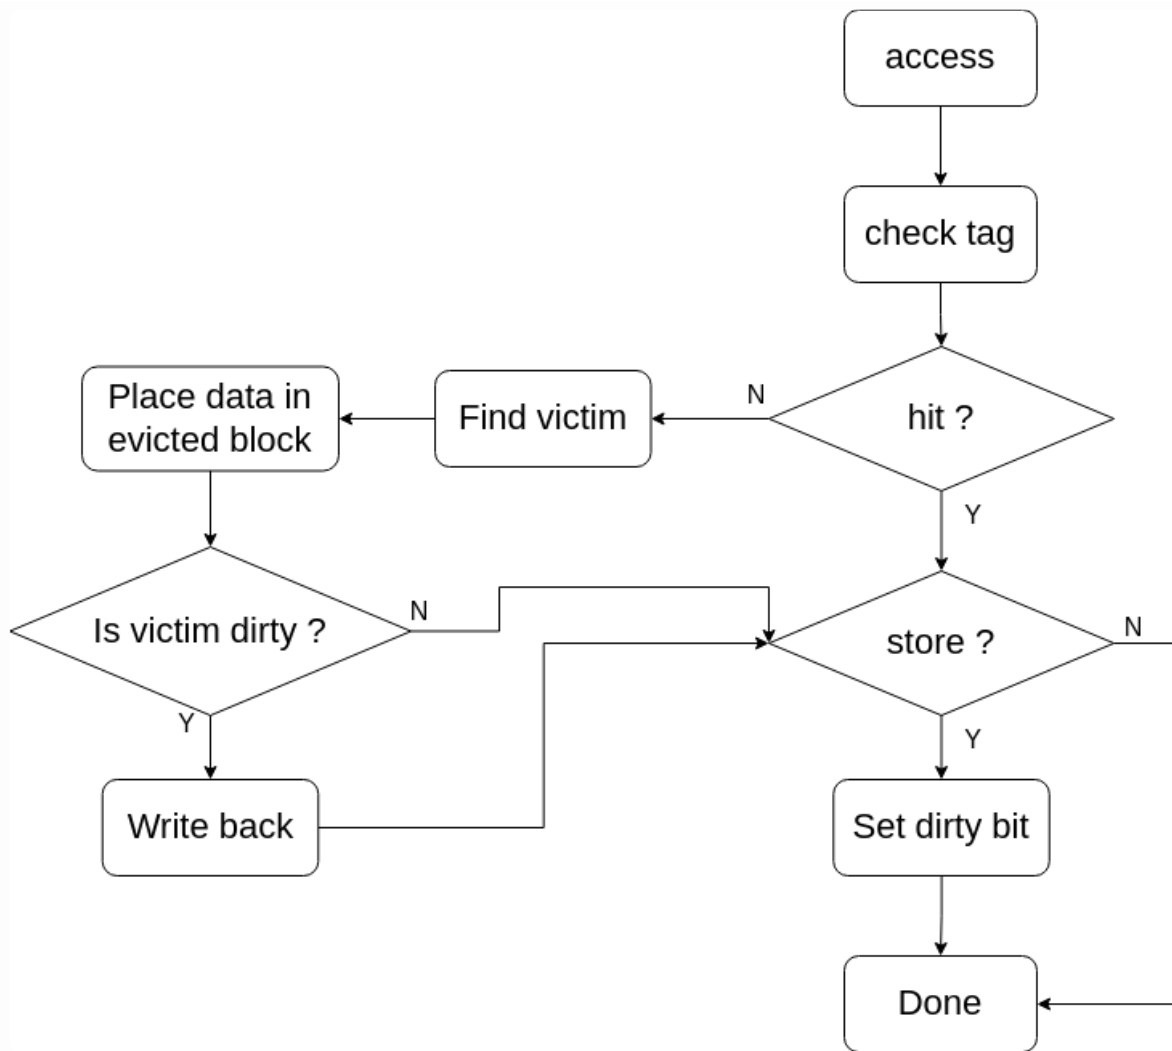 access
check tag
hit ?
N
Y
Find victim
Place data in
evicted block
Is victim dirty ?
N
Y
Write back
store ?
N
Y
Set dirty bit
Done